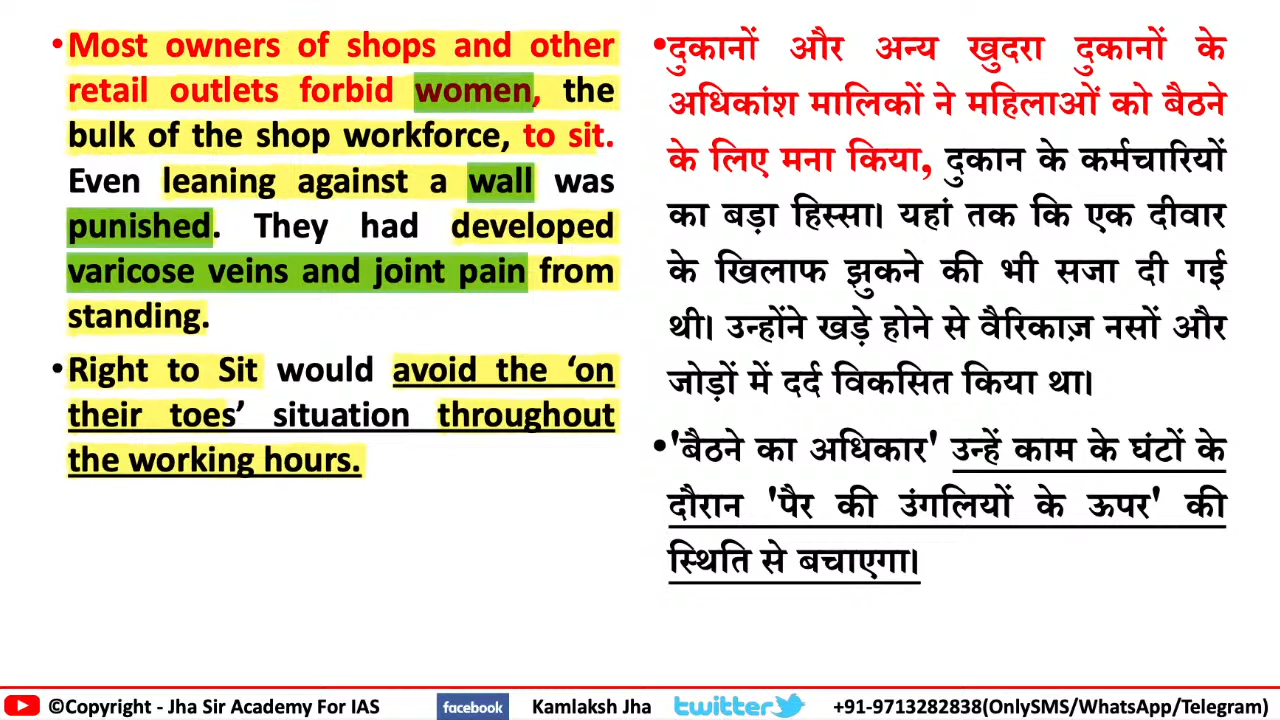 •Most owners of shops and other
retail outlets forbid women, the
bulk of the shop workforce, to sit.
Even leaning against a wall was
punished. They had developed
varicose veins and joint pain from
standing.
•Right to Sit would avoid the ‘on
their toes’ situation throughout
the working hours.
•दुकानों और अन्य खुदरा दुकानों के
अधिकांश मालिकों ने महिलाओं को बैठने
के लिए मना किया, दुकान के कर्मचारियों
का बड़ा हिस्सा। यहां तक कि एक दीवार
के खिलाफ झुकने की भी सजा दी गई
थी। उन्होंने खड़े होने से वैरिकाज़ नसों और
जोड़ों में दर्द विकसित किया था।
•'बैठने का अधिकार' उन्हें काम के घंटों के
दौरान 'पैर की उंगलियों के ऊपर' की
स्थिति से बचाएगा।
©Copyright - Jha Sir Academy For IAS facebook Kamlaksh Jha twitter +91-9713282838(OnlySMS/WhatsApp/Telegram)